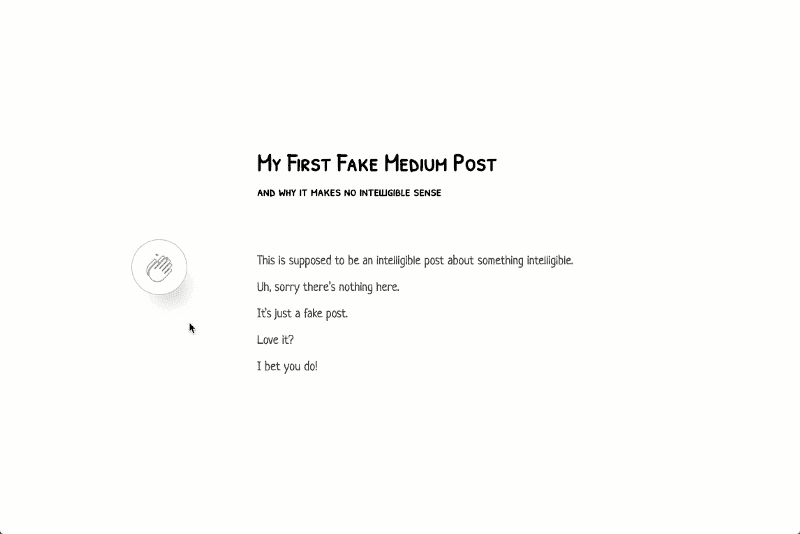 My First Fake Medium Post
and why it makes no intelligible sense
This is supposed to be an intelligible post about something intelligible.
Uh, sorry there's nothing here.
It's just a fake post.
Love it?
I bet you do!